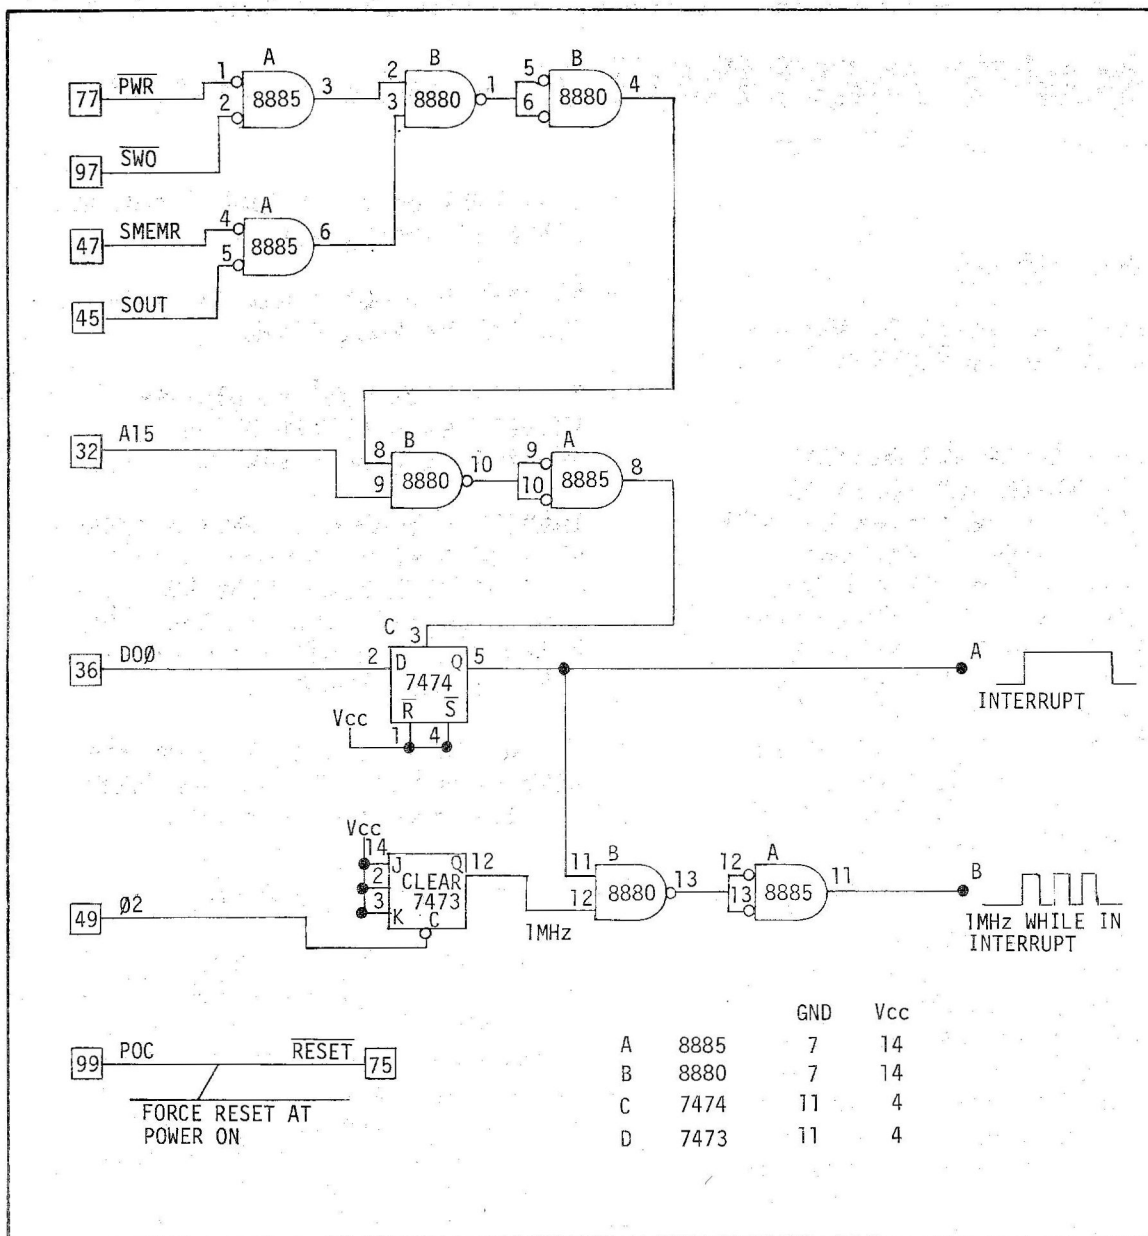 A B B
1 2 5
77 PWR 8885 3 8880 1 8880 4
2 3 6
97 SWO
A
47 SMEMR 4 8885 6
5
45 SOUT
32 A15
B A
8 8880 10 9 8885 8
9 10
C 3
36 DOØ 2 D Q 5 A
7474
R S INTERRUPT
Vcc 1 4
Vcc
14 J Q 12 B A
2 CLEAR 11 8880 13 12 8885 11 B
3 K 7473 12 13
C
49 Ø2 1MHz
1MHz WHILE IN
INTERRUPT
99 POC RESET 75
FORCE RESET AT
POWER ON
GND Vcc
A 8885 7 14
B 8880 7 14
C 7474 11 4
D 7473 11 4